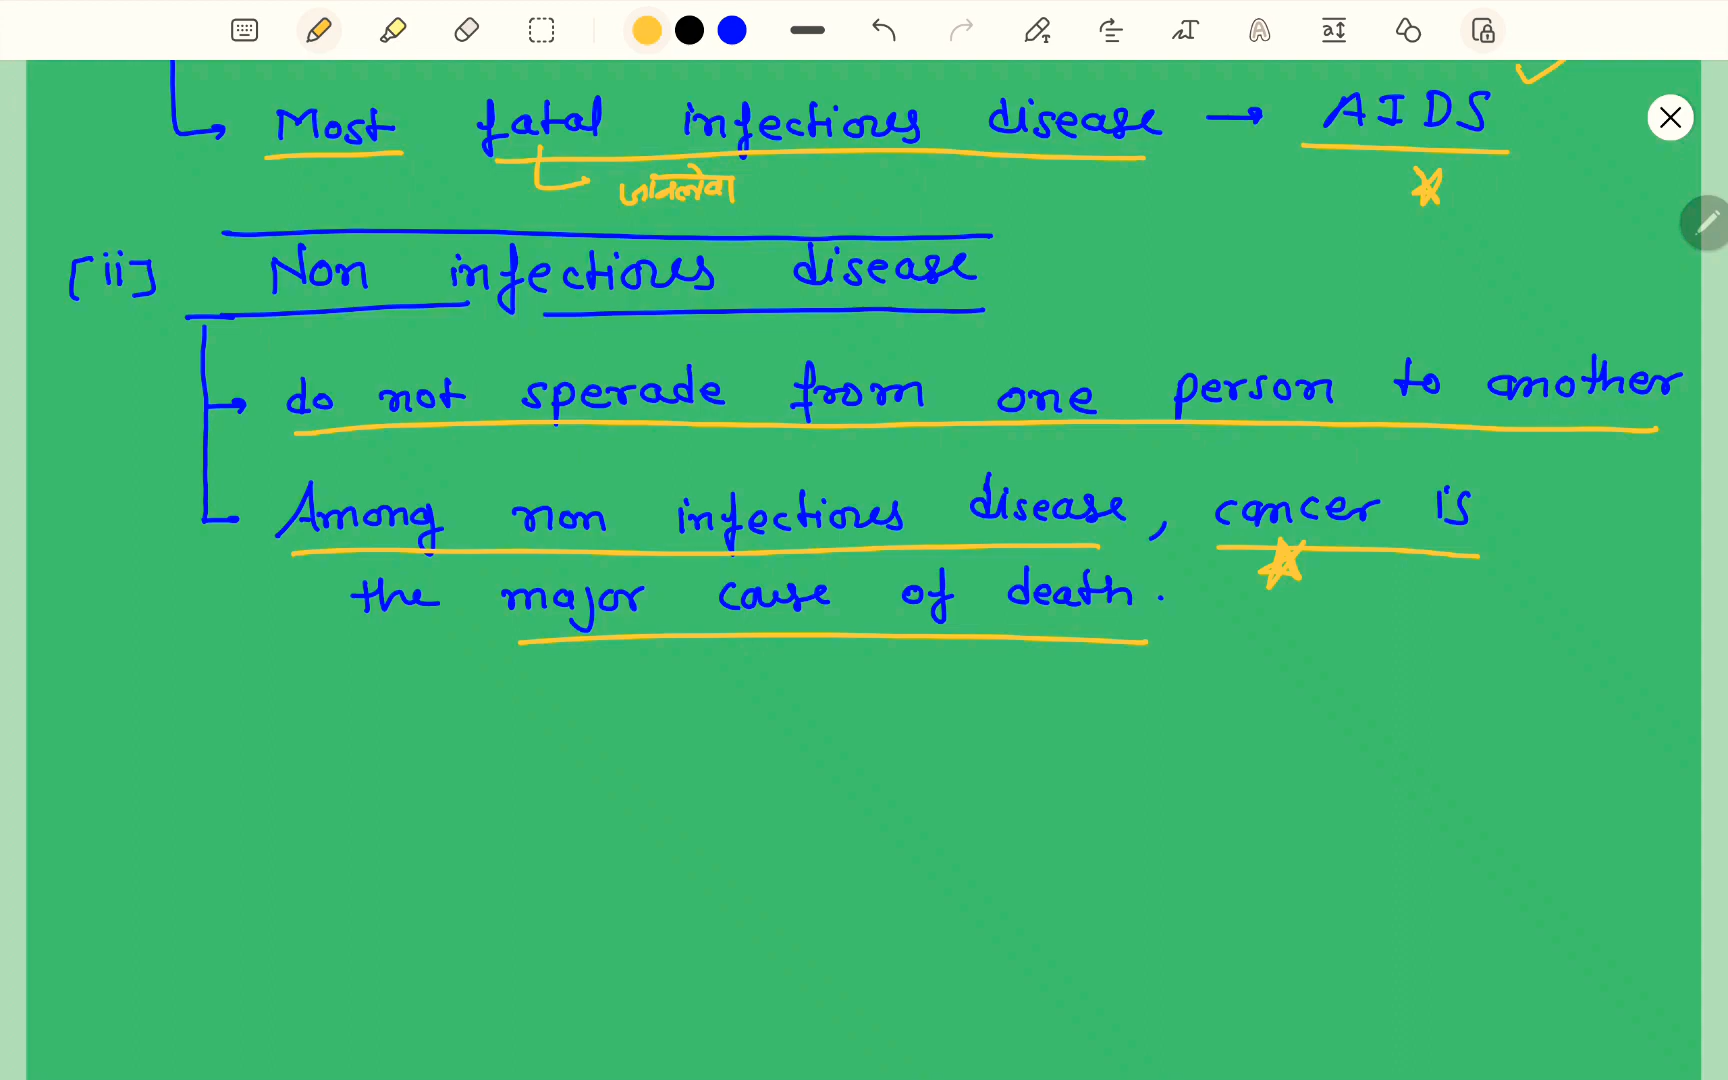 Most fatal infectious disease → AIDS
जानलेवा
[ii] Non infectious disease
→ do not sperade from one person to another
Among non infectious disease, cancer is
the major cause of death.